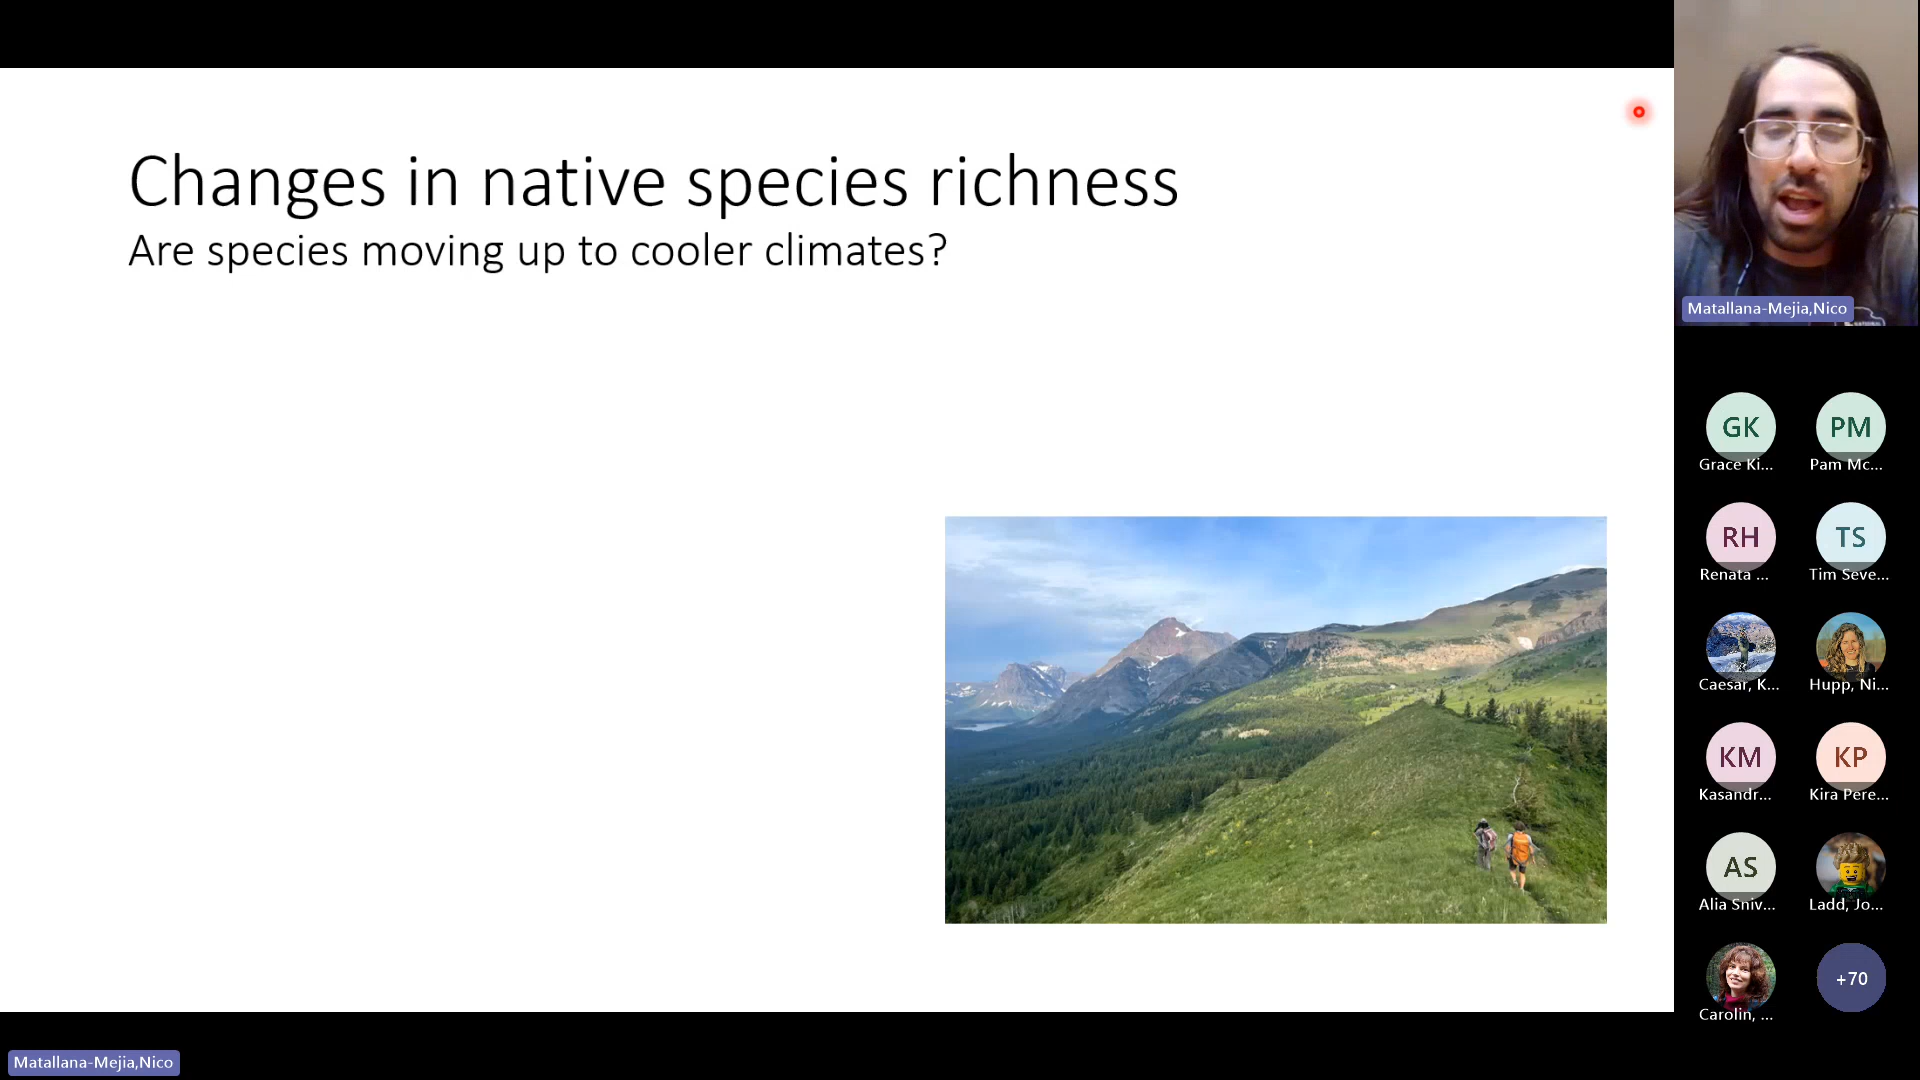 Changes in native species richness
Are species moving up to cooler climates?
Matallana-Mejia,Nico
GK
Grace Ki...
PM
Pam Mc...
RH
Renata ...
TS
Tim Seve...
Caesar, K...
Hupp, Ni...
KM
Kasandr...
KP
Kira Pere...
AS
Alia Sniv...
Ladd, Jo...
Carolin, ...
+70
Matallana-Mejia,Nico